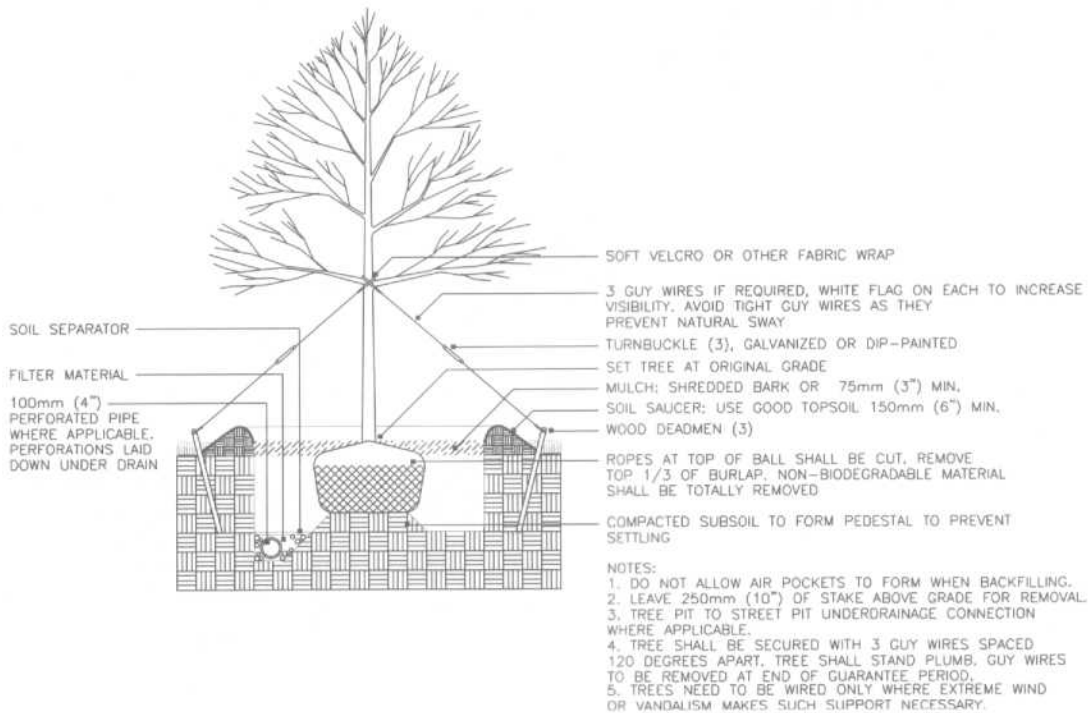 SOFT VELCRO OR OTHER FABRIC WRAP
3 GUY WIRES IF REQUIRED, WHITE FLAG ON EACH TO INCREASE
VISIBILITY. AVOID TIGHT GUY WIRES AS THEY
PREVENT NATURAL SWAY
TURNBUCKLE (3), GALVANIZED OR DIP-PAINTED
SET TREE AT ORIGINAL GRADE
MULCH: SHREDDED BARK OR 75mm (3") MIN.
SOIL SAUCER: USE GOOD TOPSOIL 150mm (6") MIN.
WOOD DEADMEN (3)
ROPES AT TOP OF BALL SHALL BE CUT, REMOVE
TOP 1/3 OF BURLAP. NON-BIODEGRADABLE MATERIAL
SHALL BE TOTALLY REMOVED
COMPACTED SUBSOIL TO FORM PEDESTAL TO PREVENT
SETTLING
SOIL SEPARATOR
FILTER MATERIAL
100mm (4")
PERFORATED PIPE
WHERE APPLICABLE.
PERFORATIONS LAID
DOWN UNDER DRAIN
NOTES:
1. DO NOT ALLOW AIR POCKETS TO FORM WHEN BACKFILLING.
2. LEAVE 250mm (10") OF STAKE ABOVE GRADE FOR REMOVAL.
3. TREE PIT TO STREET PIT UNDERDRAINAGE CONNECTION
WHERE APPLICABLE.
4. TREE SHALL BE SECURED WITH 3 GUY WIRES SPACED
120 DEGREES APART. TREE SHALL STAND PLUMB. GUY WIRES
TO BE REMOVED AT END OF GUARANTEE PERIOD.
5. TREES NEED TO BE WIRED ONLY WHERE EXTREME WIND
OR VANDALISM MAKES SUCH SUPPORT NECESSARY.